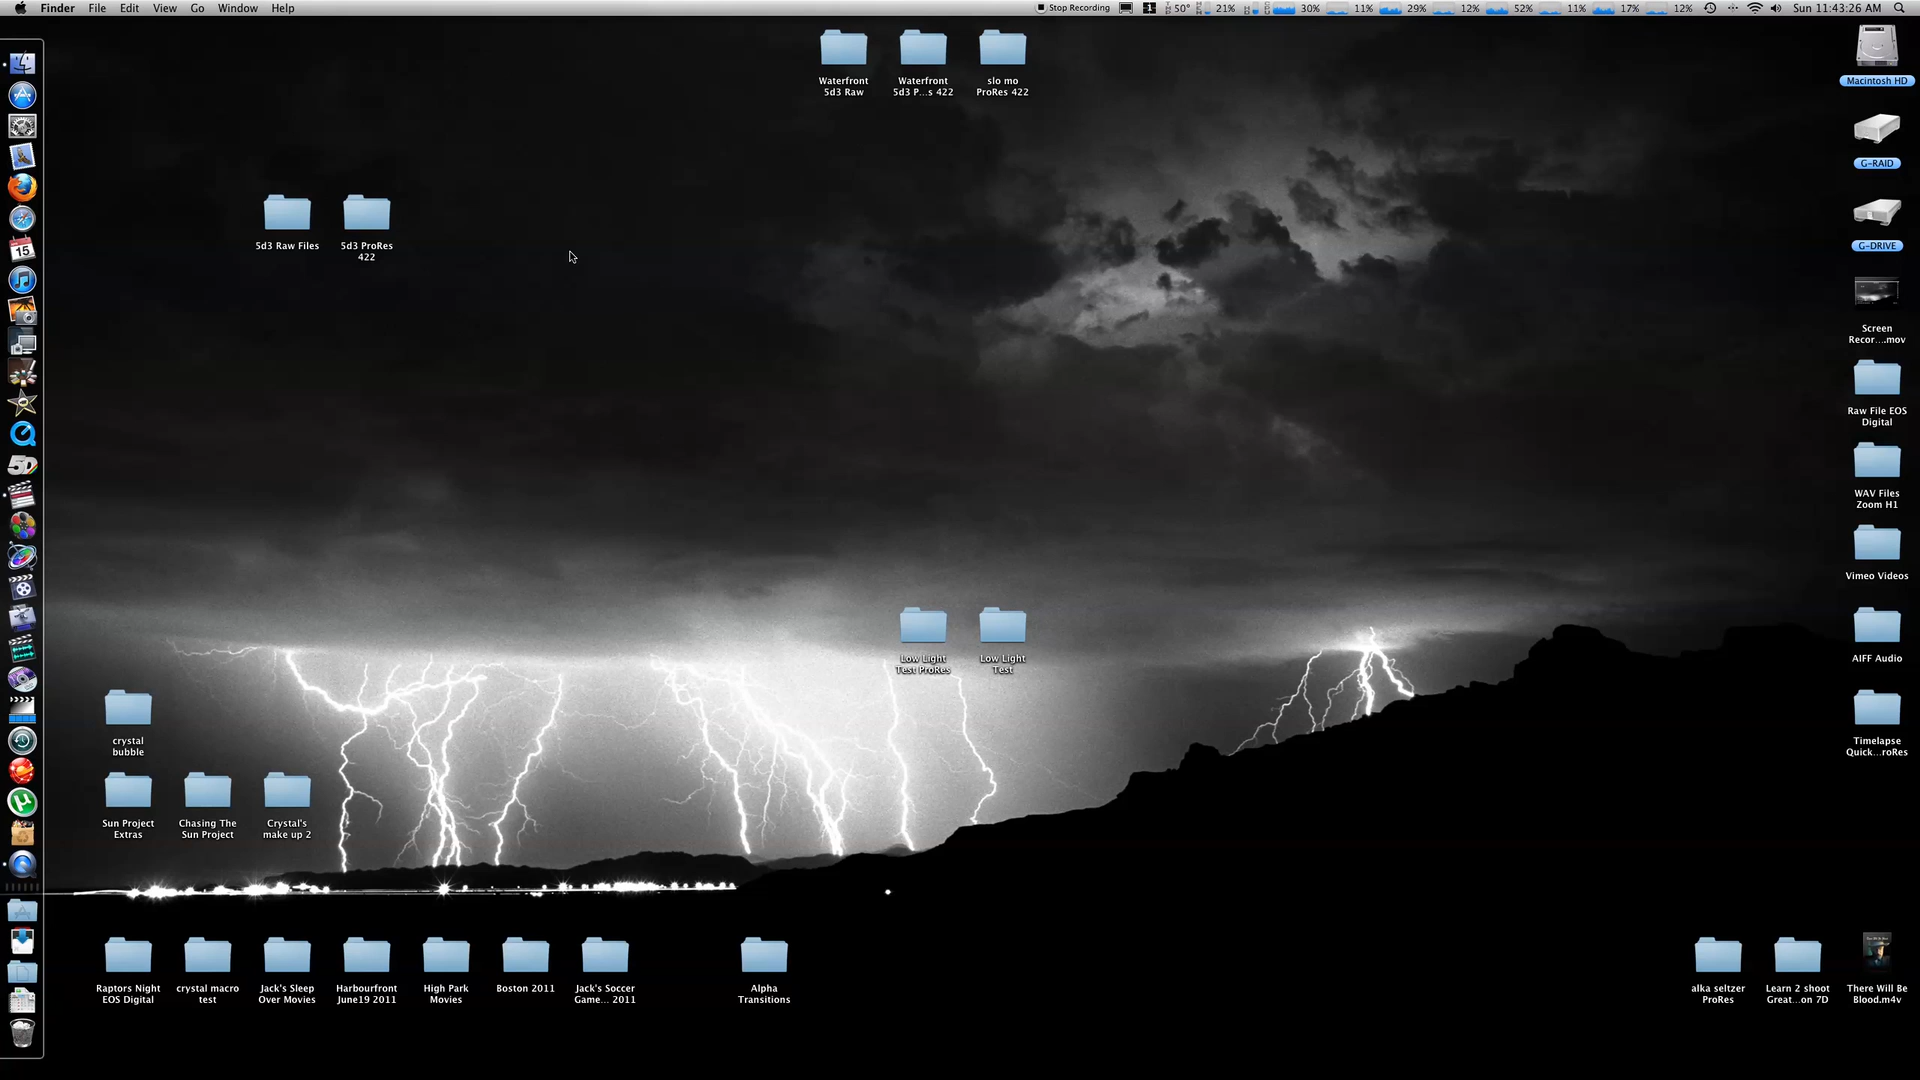 Finder File Edit View Go Window Help
Stop Recording 1 50° 21% 30% 11% 29% 12% 52% 11% 17% 12% Sun 11:43:26 AM
Waterfront
5d3 Raw
Waterfront
5d3 P...s 422
slo mo
ProRes 422
Macintosh HD
G-RAID
5d3 Raw Files
5d3 ProRes
422
G-DRIVE
Screen
Recor....mov
Raw File EOS
Digital
WAV Files
Zoom H1
Vimeo Videos
Low Light
Test ProRes
Low Light
Test
AIFF Audio
crystal
bubble
Timelapse
Quick...roRes
Sun Project
Extras
Chasing The
Sun Project
Crystal's
make up 2
Raptors Night
EOS Digital
crystal macro
test
Jack's Sleep
Over Movies
Harbourfront
June19 2011
High Park
Movies
Boston 2011
Jack's Soccer
Game... 2011
Alpha
Transitions
alka seltzer
ProRes
Learn 2 shoot
Great...on 7D
There Will Be
Blood.m4v
15
5D